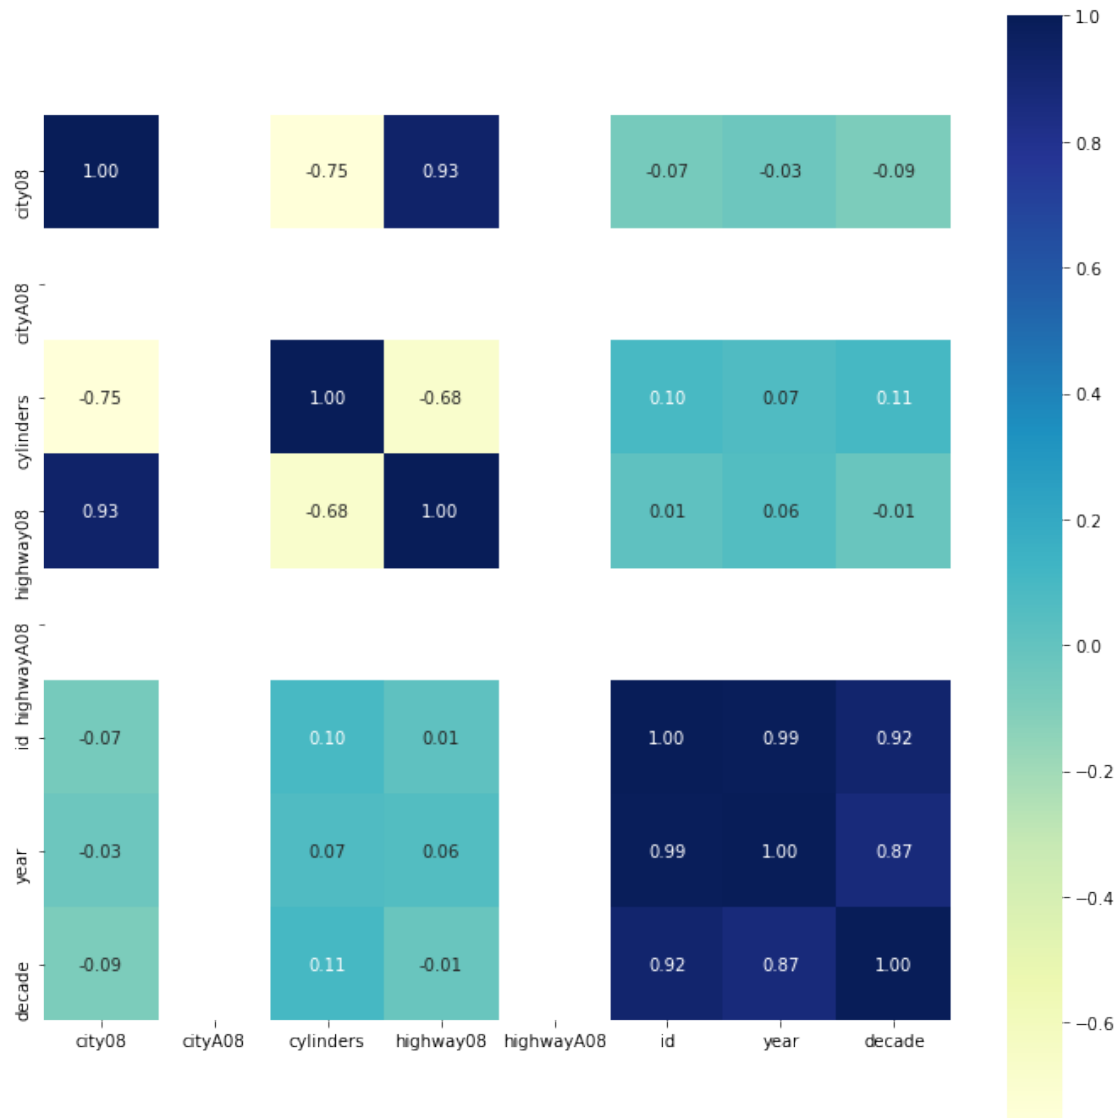 1.0
city08 1.00 -0.75 0.93 -0.07 -0.03 -0.09
0.8
0.6
cityA08
cylinders -0.75 1.00 -0.68 0.10 0.07 0.11
0.4
highway08 0.93 -0.68 1.00 0.01 0.06 -0.01
0.2
0.0
highwayA08
id -0.07 0.10 0.01 1.00 0.99 0.92
−0.2
year -0.03 0.07 0.06 0.99 1.00 0.87
−0.4
decade -0.09 0.11 -0.01 0.92 0.87 1.00
−0.6
city08 cityA08 cylinders highway08 highwayA08 id year decade